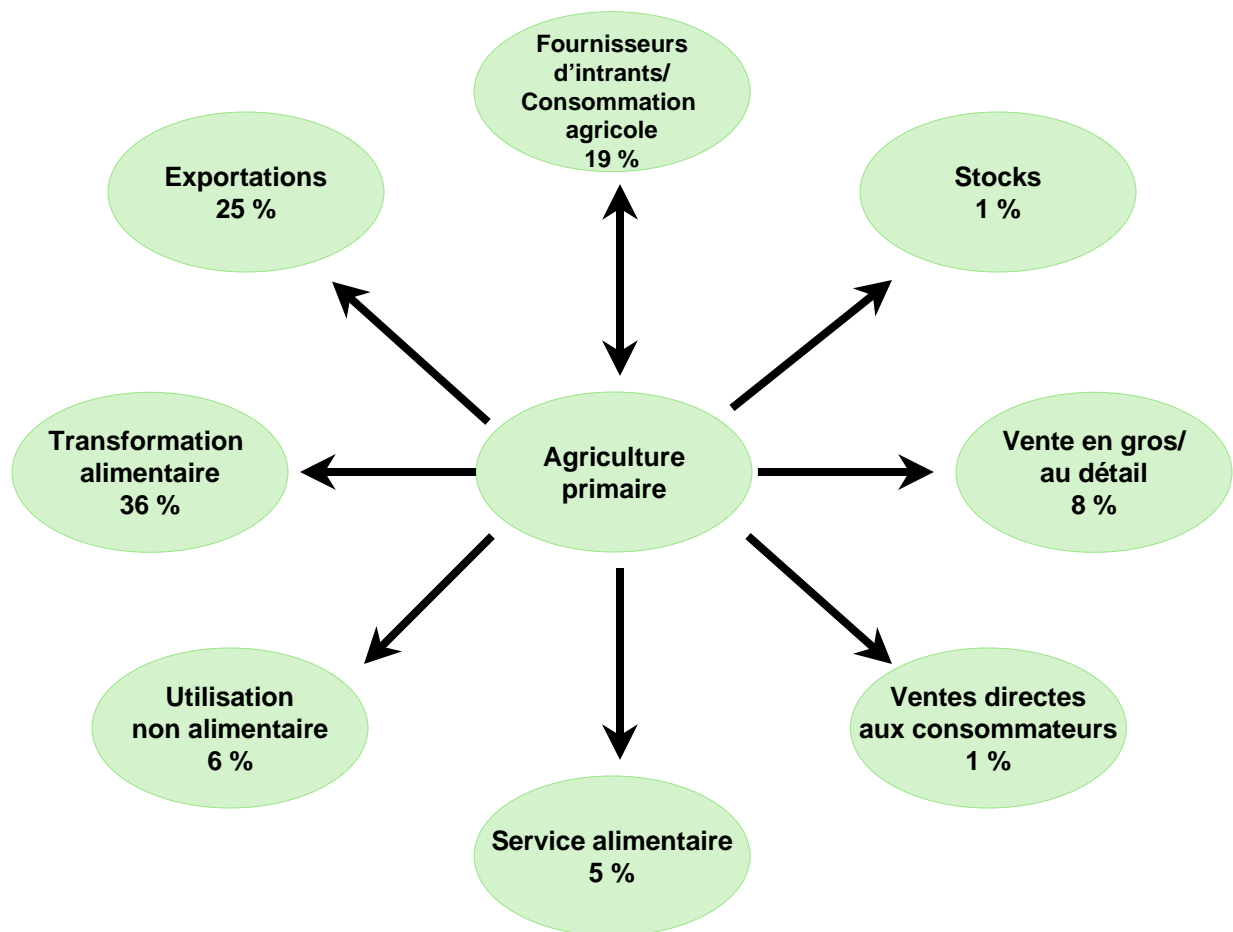 Fournisseurs
d’intrants/
Consommation
agricole
19 %
Exportations
25 %
Stocks
1 %
Transformation
alimentaire
36 %
Agriculture
primaire
Vente en gros/
au détail
8 %
Utilisation
non alimentaire
6 %
Ventes directes
aux consommateurs
1 %
Service alimentaire
5 %